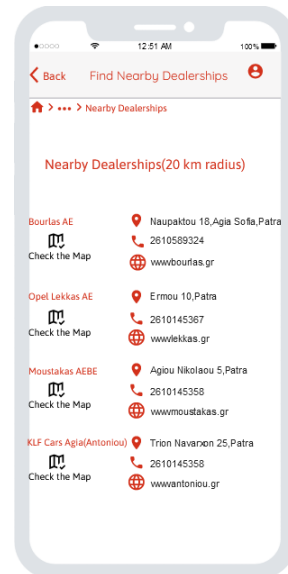 12:51 AM
100%
Back
Find Nearby Dealerships
> ••• > Nearby Dealerships
Nearby Dealerships(20 km radius)
Bourlas AE
Naupaktou 18,Agia Sofia,Patra
2610589324
Check the Map
wwwbourlas.gr
Opel Lekkas AE
Ermou 10,Patra
2610145367
Check the Map
wwwlekkas.gr
Moustakas AEBE
Agiou Nikolaou 5,Patra
2610145358
Check the Map
wwwmoustakas.gr
KLF Cars Agia(Antoniou)
Trion Navarxon 25,Patra
2610145358
Check the Map
wwwantoniou.gr